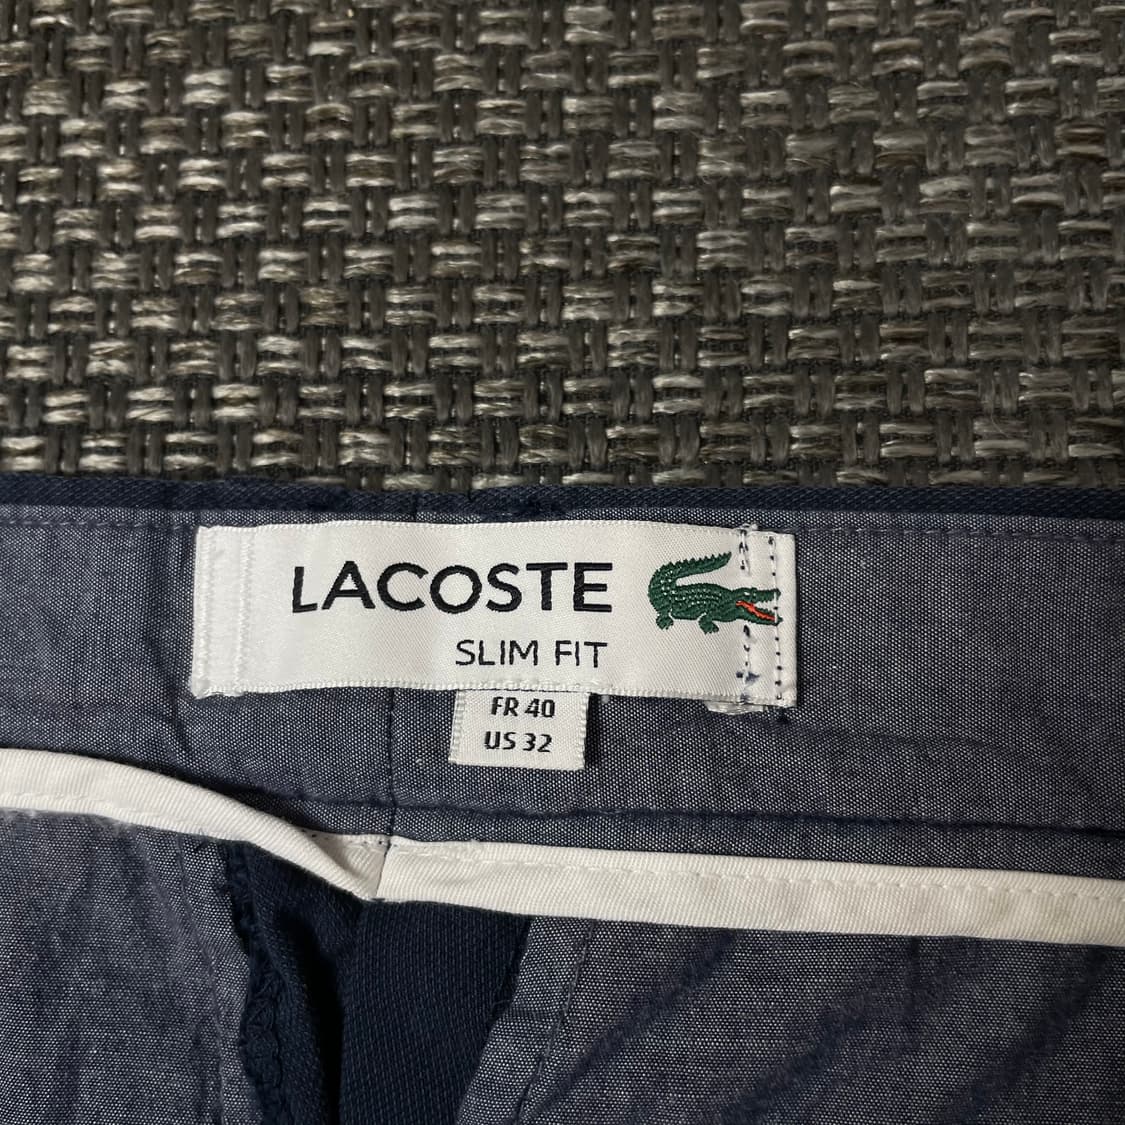 LACOSTE
SLIM FIT
FR 40
US 32